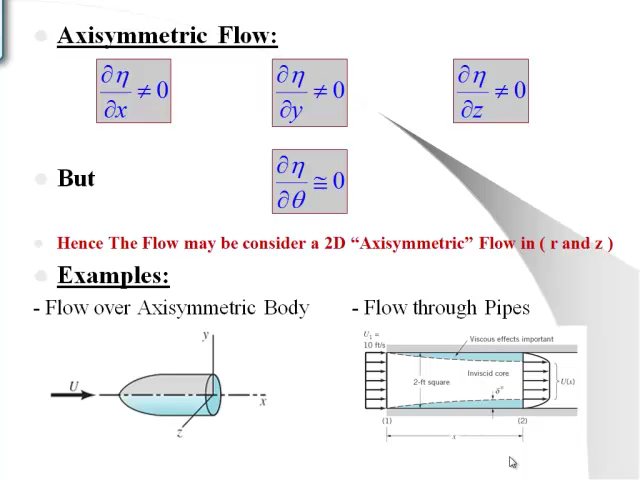 Axisymmetric Flow:
∂η/∂x ≠ 0 ∂η/∂y ≠ 0 ∂η/∂z ≠ 0
But ∂η/∂θ ≅ 0
Hence The Flow may be consider a 2D “Axisymmetric” Flow in ( r and z )
Examples:
- Flow over Axisymmetric Body - Flow through Pipes
y
U
x
z
U₁ =
10 ft/s
Viscous effects important
Inviscid core
2-ft square
δ*
U(x)
(1) (2)
x